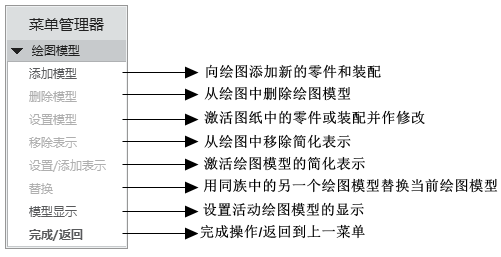 菜单管理器
绘图模型
添加模型 向绘图添加新的零件和装配
删除模型 从绘图中删除绘图模型
设置模型 激活图纸中的零件或装配并作修改
移除表示 从绘图中移除简化表示
设置/添加表示 激活绘图模型的简化表示
替换 用同族中的另一个绘图模型替换当前绘图模型
模型显示 设置活动绘图模型的显示
完成/返回 完成操作/返回到上一菜单